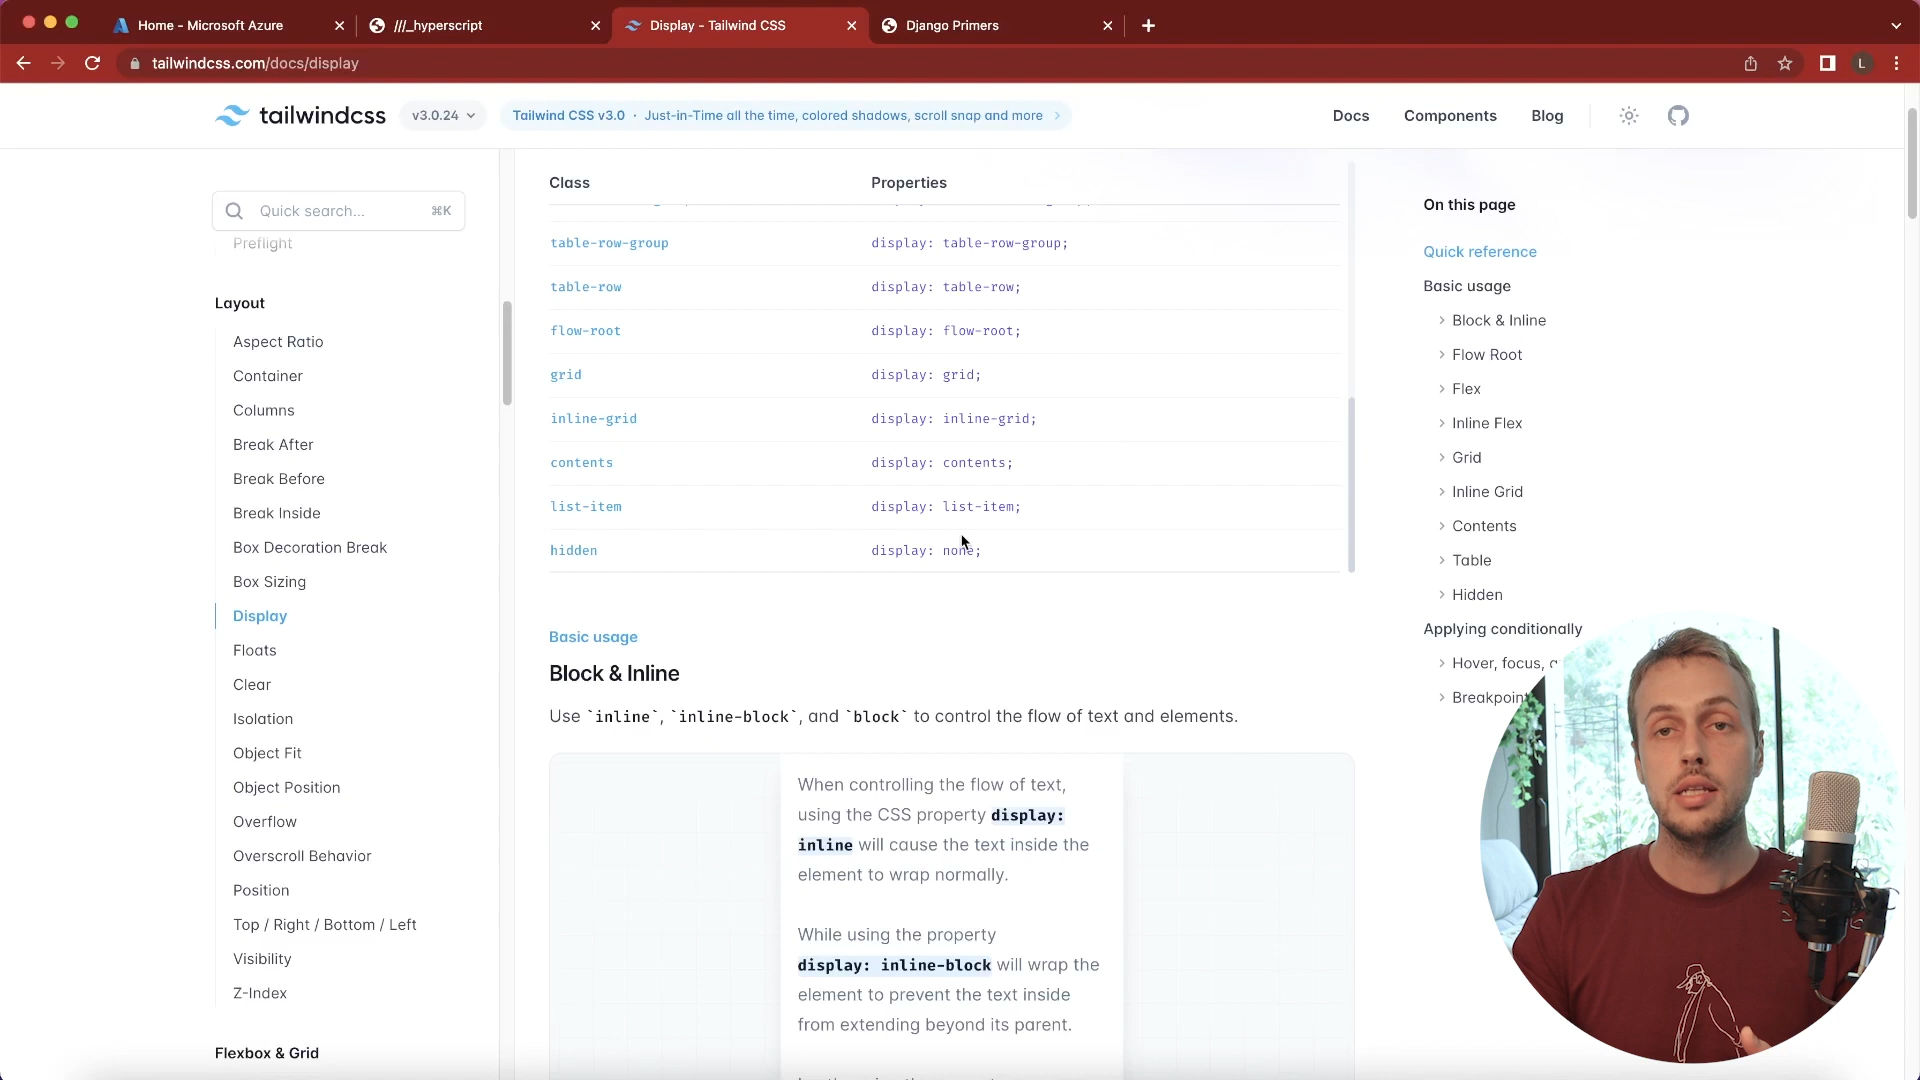 Home - Microsoft Azure
///_hyperscript
Display - Tailwind CSS
Django Primers
tailwindcss.com/docs/display
L
tailwindcss
v3.0.24
Tailwind CSS v3.0 · Just-in-Time all the time, colored shadows, scroll snap and more
Docs
Components
Blog
Quick search...
⌘K
Preflight
Layout
Aspect Ratio
Container
Columns
Break After
Break Before
Break Inside
Box Decoration Break
Box Sizing
Display
Floats
Clear
Isolation
Object Fit
Object Position
Overflow
Overscroll Behavior
Position
Top / Right / Bottom / Left
Visibility
Z-Index
Flexbox & Grid
Class Properties
table-row-group display: table-row-group;
table-row display: table-row;
flow-root display: flow-root;
grid display: grid;
inline-grid display: inline-grid;
contents display: contents;
list-item display: list-item;
hidden display: none;
Basic usage
Block & Inline
Use `inline`, `inline-block`, and `block` to control the flow of text and elements.
When controlling the flow of text,
using the CSS property display:
inline will cause the text inside the
element to wrap normally.
While using the property
display: inline-block will wrap the
element to prevent the text inside
from extending beyond its parent.
On this page
Quick reference
Basic usage
Block & Inline
Flow Root
Flex
Inline Flex
Grid
Inline Grid
Contents
Table
Hidden
Applying conditionally
Hover, focus,
Breakpoint